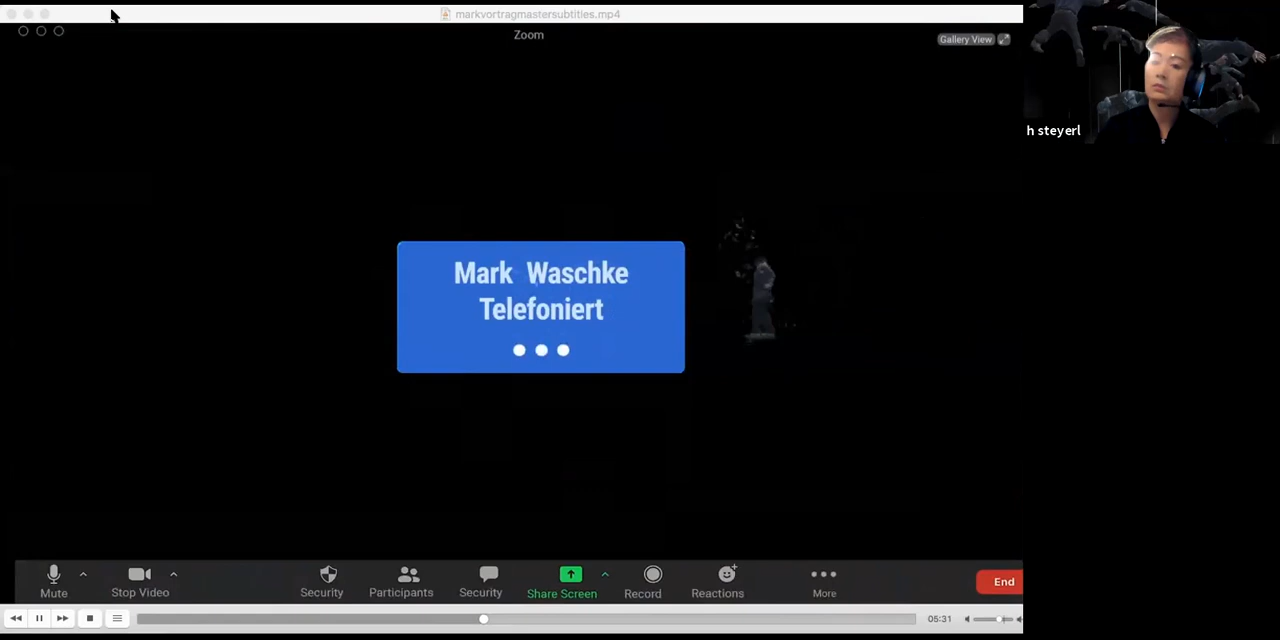 markvortragmastersubtitles.mp4
Zoom
Gallery View
h steyerl
Mark Waschke
Telefoniert
Mute
Stop Video
Security
Participants
Security
Share Screen
Record
Reactions
More
End
05:31